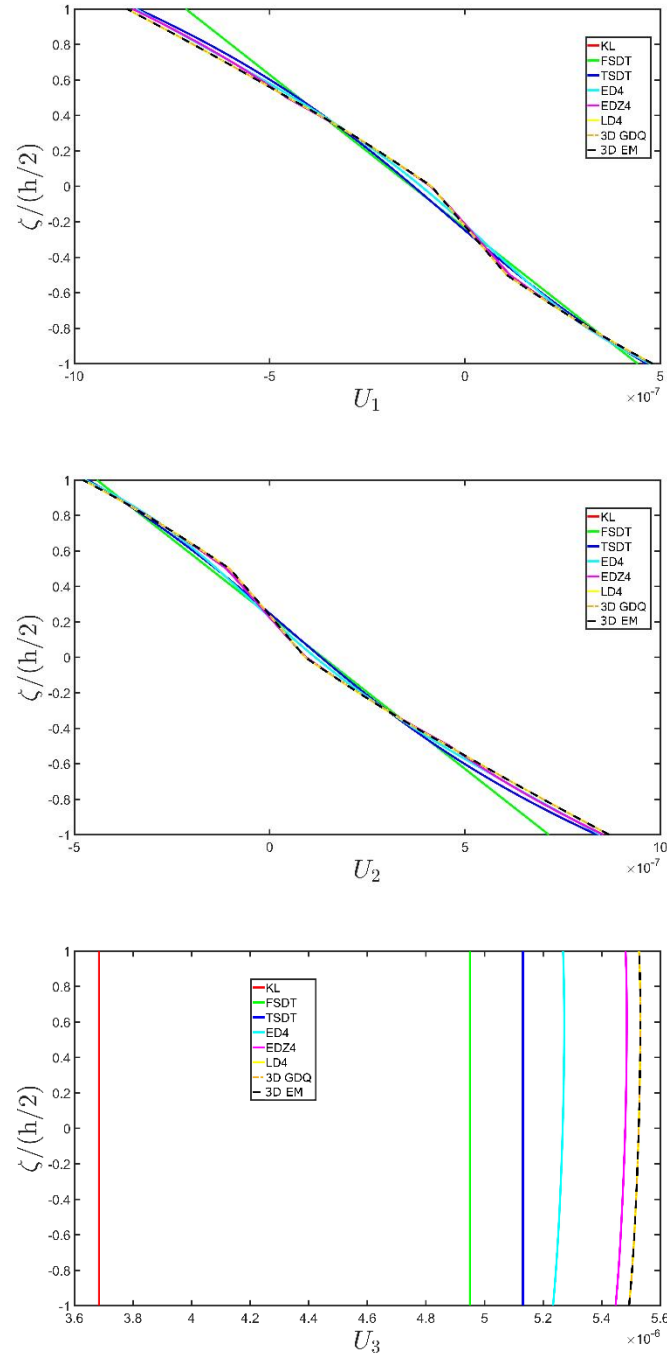 1
0.8
0.6
0.4
0.2
0
-0.2
-0.4
-0.6
-0.8
-1
ζ/(h/2)
KL
FSDT
TSDT
ED4
EDZ4
LD4
3D GDQ
3D EM
-10 -5 0 5
U₁ ×10⁻⁷
1
0.8
0.6
0.4
0.2
0
-0.2
-0.4
-0.6
-0.8
-1
ζ/(h/2)
KL
FSDT
TSDT
ED4
EDZ4
LD4
3D GDQ
3D EM
-5 0 5 10
U₂ ×10⁻⁷
1
0.8
0.6
0.4
0.2
0
-0.2
-0.4
-0.6
-0.8
-1
ζ/(h/2)
KL
FSDT
TSDT
ED4
EDZ4
LD4
3D GDQ
3D EM
3.6 3.8 4 4.2 4.4 4.6 4.8 5 5.2 5.4 5.6
U₃ ×10⁻⁶